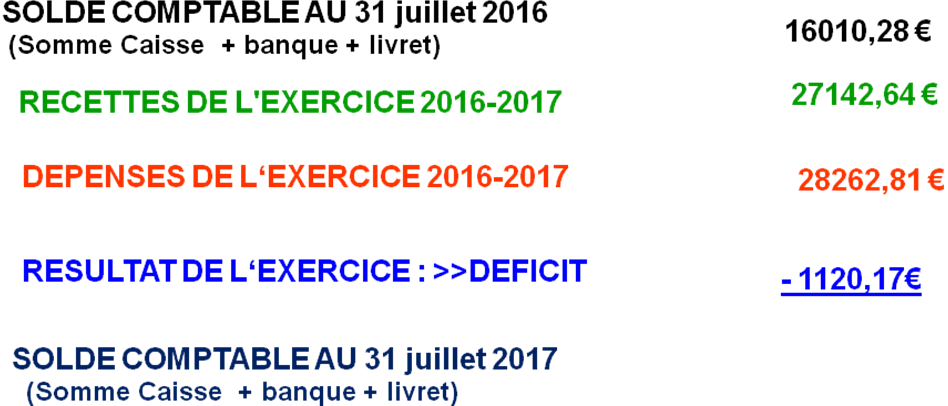 SOLDE COMPTABLE AU 31 juillet 2016 16010,28 €
(Somme Caisse + banque + livret)
RECETTES DE L'EXERCICE 2016-2017 27142,64 €
DEPENSES DE L‘EXERCICE 2016-2017 28262,81 €
RESULTAT DE L‘EXERCICE : >>DEFICIT - 1120,17€
SOLDE COMPTABLE AU 31 juillet 2017
(Somme Caisse + banque + livret)